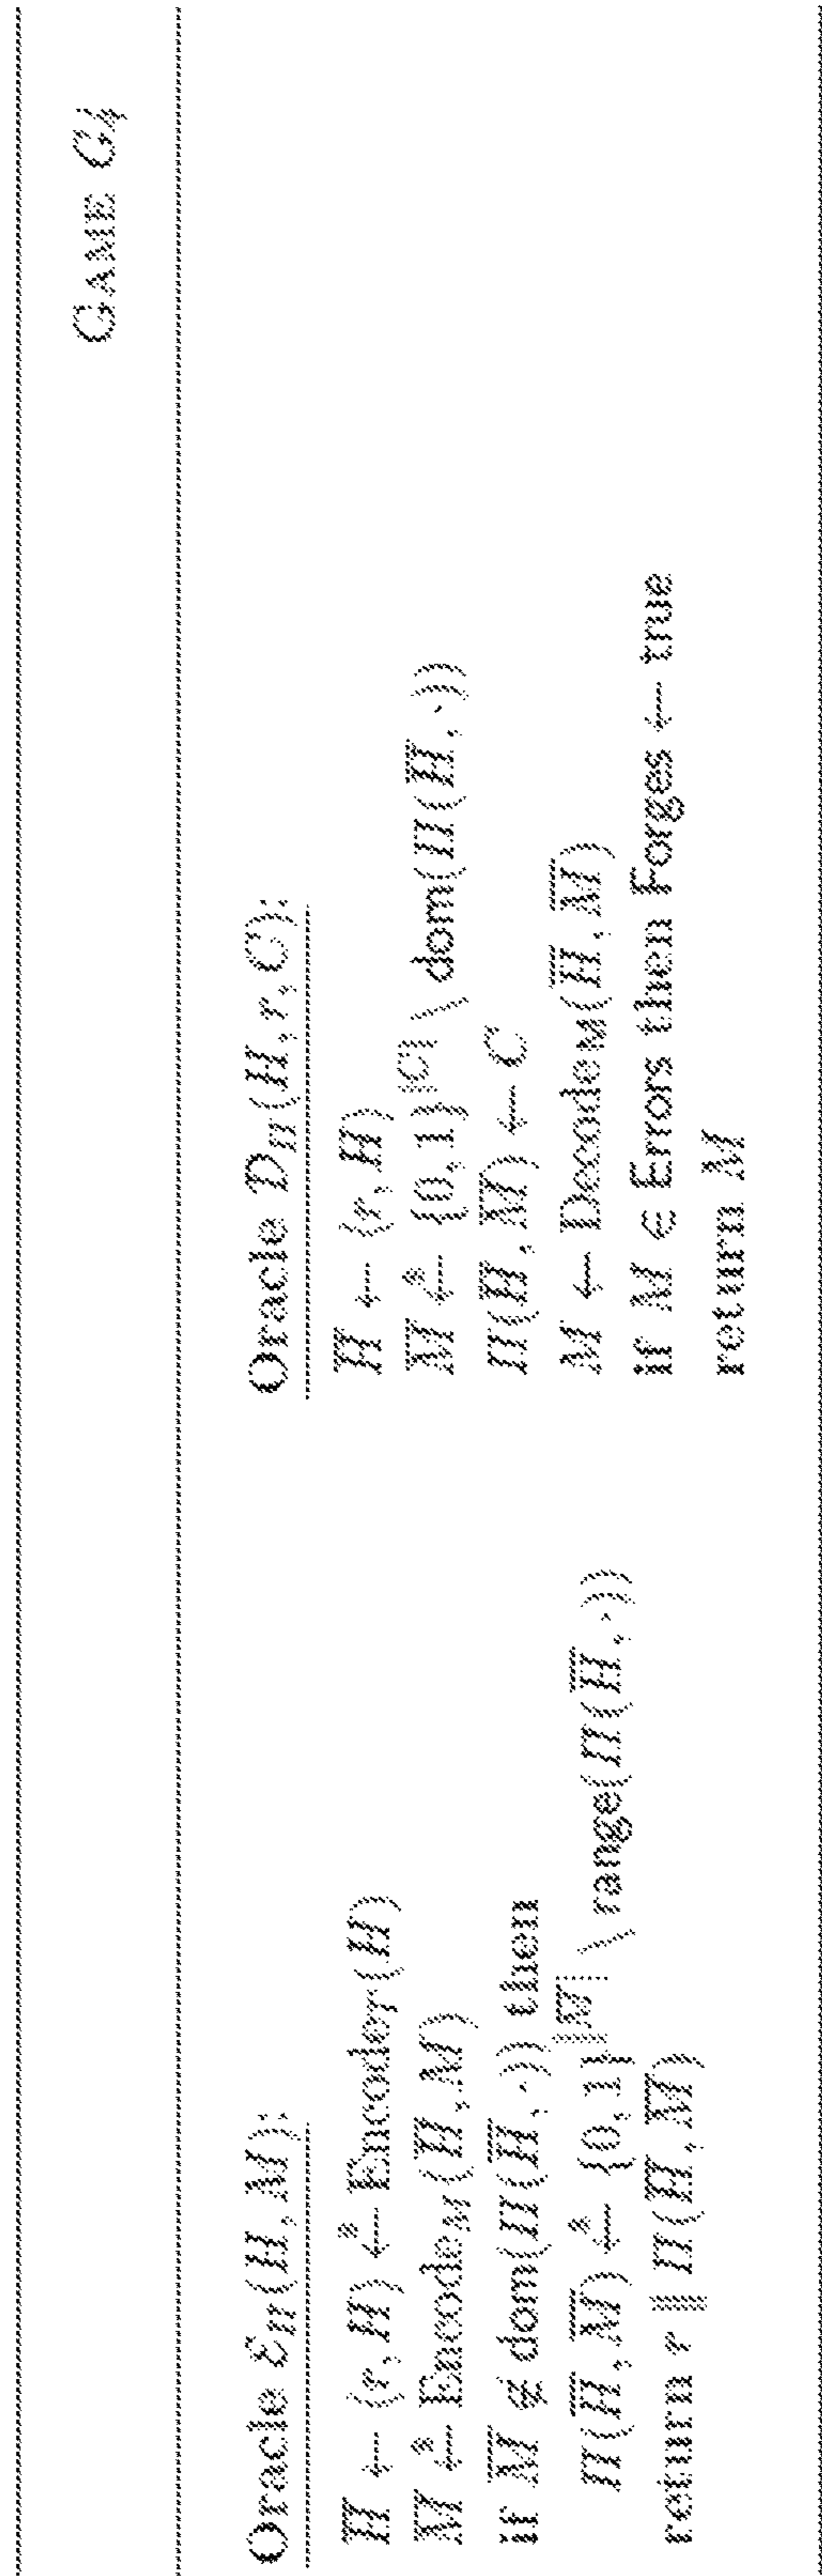 GAME G4
Oracle ℰ_Π(H, M):
H̅ ← (r, H) ←$ Encode_T(H)
M̅ ←$ Encode_M(H̅, M)
if M̅ ∉ dom(Π(H̅, ·)) then
Π(H̅, M̅) ←$ {0, 1}^|M̅| \ range(Π(H̅, ·))
return r ‖ Π(H̅, M̅)
Oracle 𝒟_Π(H, r, C):
H̅ ← (r, H)
M̅ ←$ {0, 1}^|C| \ dom(Π(H̅, ·))
Π(H̅, M̅) ← C
M ← Decode_M(H̅, M̅)
if M ∉ Errors then Forges ← true
return M